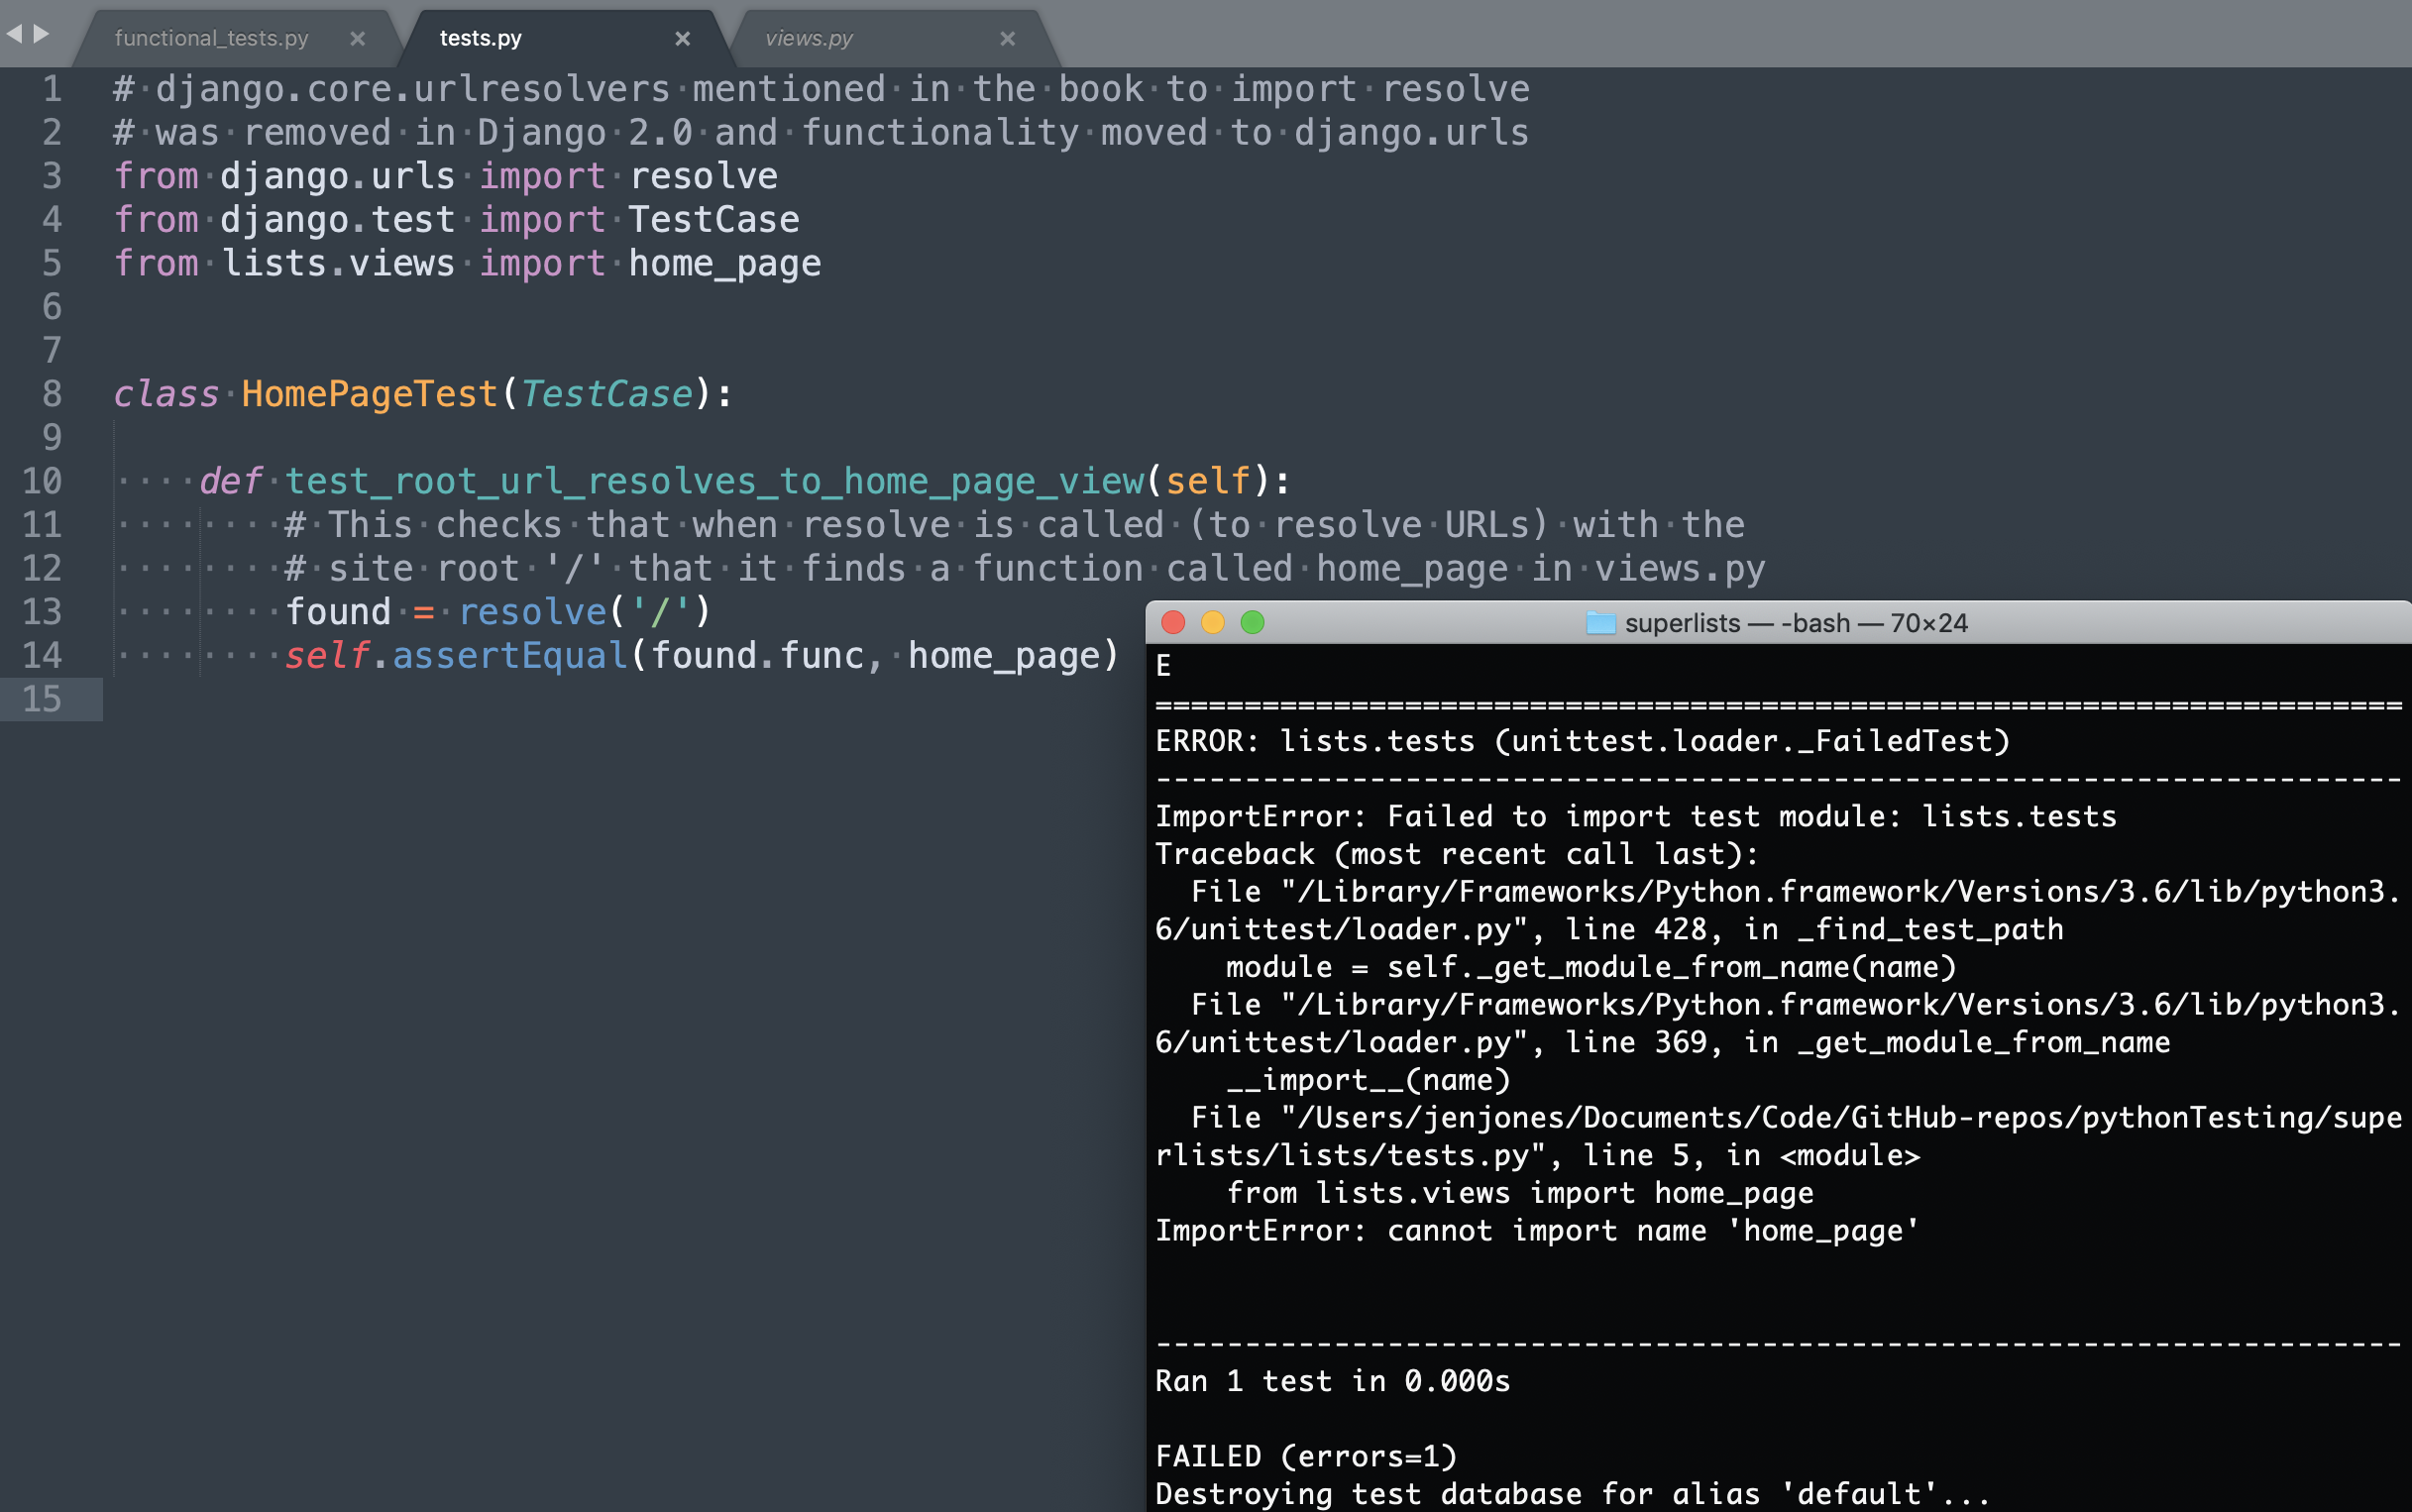 functional_tests.py × tests.py × views.py ×
1 # django.core.urlresolvers mentioned in the book to import resolve
2 # was removed in Django 2.0 and functionality moved to django.urls
3 from django.urls import resolve
4 from django.test import TestCase
5 from lists.views import home_page
6
7
8 class HomePageTest(TestCase):
9
10 def test_root_url_resolves_to_home_page_view(self):
11 # This checks that when resolve is called (to resolve URLs) with the
12 # site root '/' that it finds a function called home_page in views.py
13 found = resolve('/')
14 self.assertEqual(found.func, home_page)
15
superlists — -bash — 70×24
E
======================================================================
ERROR: lists.tests (unittest.loader._FailedTest)
----------------------------------------------------------------------
ImportError: Failed to import test module: lists.tests
Traceback (most recent call last):
  File "/Library/Frameworks/Python.framework/Versions/3.6/lib/python3.
6/unittest/loader.py", line 428, in _find_test_path
    module = self._get_module_from_name(name)
  File "/Library/Frameworks/Python.framework/Versions/3.6/lib/python3.
6/unittest/loader.py", line 369, in _get_module_from_name
    __import__(name)
  File "/Users/jenjones/Documents/Code/GitHub-repos/pythonTesting/supe
rlists/lists/tests.py", line 5, in <module>
    from lists.views import home_page
ImportError: cannot import name 'home_page'
----------------------------------------------------------------------
Ran 1 test in 0.000s
FAILED (errors=1)
Destroying test database for alias 'default'...